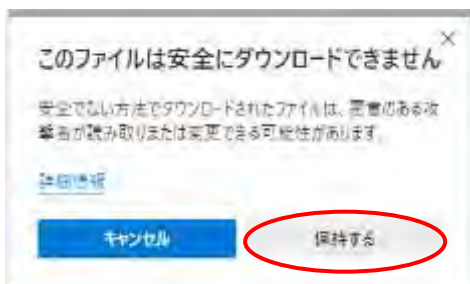 このファイルは安全にダウンロードできません
安全でない方法でダウンロードされたファイルは、悪意のある攻
撃者が読み取りまたは変更できる可能性があります。
詳細情報
キャンセル
保持する